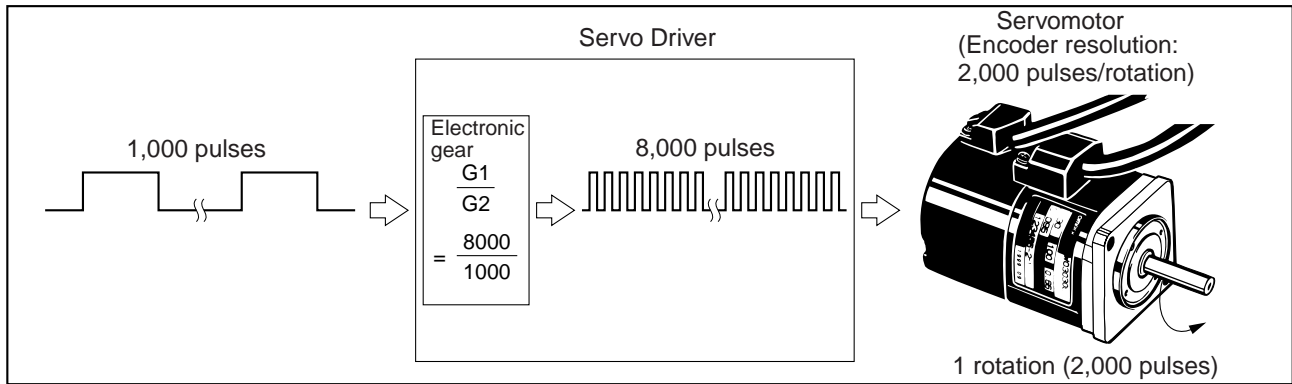 Servo Driver
Servomotor
(Encoder resolution:
2,000 pulses/rotation)
1,000 pulses
Electronic
gear
G1
G2
= 8000
1000
8,000 pulses
1 rotation (2,000 pulses)